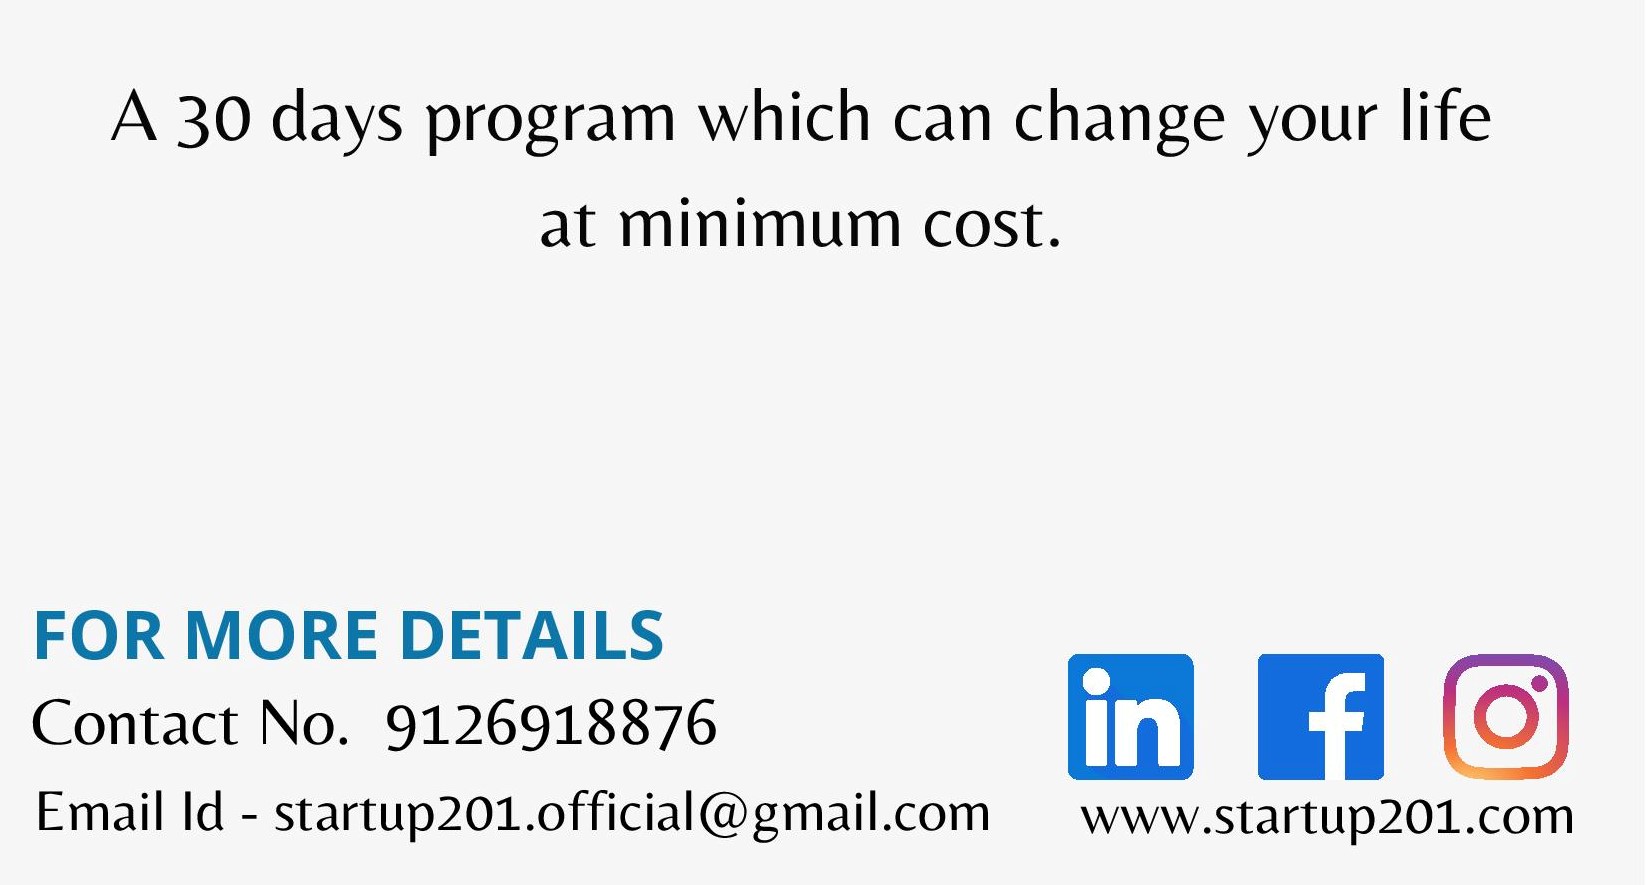 A 30 days program which can change your life
at minimum cost.
FOR MORE DETAILS
Contact No. 9126918876
Email Id - startup201.official@gmail.com
in f
www.startup201.com